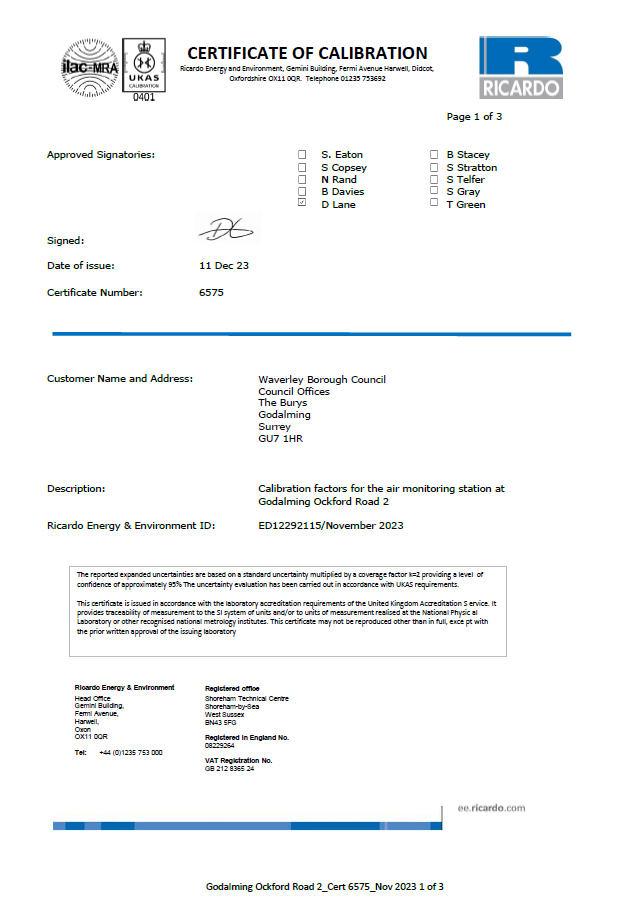 ilac-MRA
UKAS
CALIBRATION
0401
CERTIFICATE OF CALIBRATION
Ricardo Energy and Environment, Gemini Building, Fermi Avenue Harwell, Didcot,
Oxfordshire OX11 0QR. Telephone 01235 753692
RICARDO
Page 1 of 3
Approved Signatories:
S. Eaton
B Stacey
S Copsey
S Stratton
N Rand
S Telfer
B Davies
S Gray
D Lane
T Green
Signed:
Date of issue: 11 Dec 23
Certificate Number: 6575
Customer Name and Address: Waverley Borough Council
Council Offices
The Burys
Godalming
Surrey
GU7 1HR
Description: Calibration factors for the air monitoring station at
Godalming Ockford Road 2
Ricardo Energy & Environment ID: ED12292115/November 2023
The reported expanded uncertainties are based on a standard uncertainty multiplied by a coverage factor k=2 providing a level of
confidence of approximately 95% The uncertainty evaluation has been carried out in accordance with UKAS requirements.
This certificate is issued in accordance with the laboratory accreditation requirements of the United Kingdom Accreditation S ervice. It
provides traceability of measurement to the SI system of units and/or to units of measurement realised at the National Physic al
Laboratory or other recognised national metrology institutes. This certificate may not be reproduced other than in full, exce pt with
the prior written approval of the issuing laboratory
Ricardo Energy & Environment
Head Office
Gemini Building,
Fermi Avenue,
Harwell,
Oxon
OX11 0QR
Tel: +44 (0)1235 753 000
Registered office
Shoreham Technical Centre
Shoreham-by-Sea
West Sussex
BN43 5FG
Registered in England No.
08229264
VAT Registration No.
GB 212 8365 24
ee.ricardo.com
Godalming Ockford Road 2_Cert 6575_Nov 2023 1 of 3